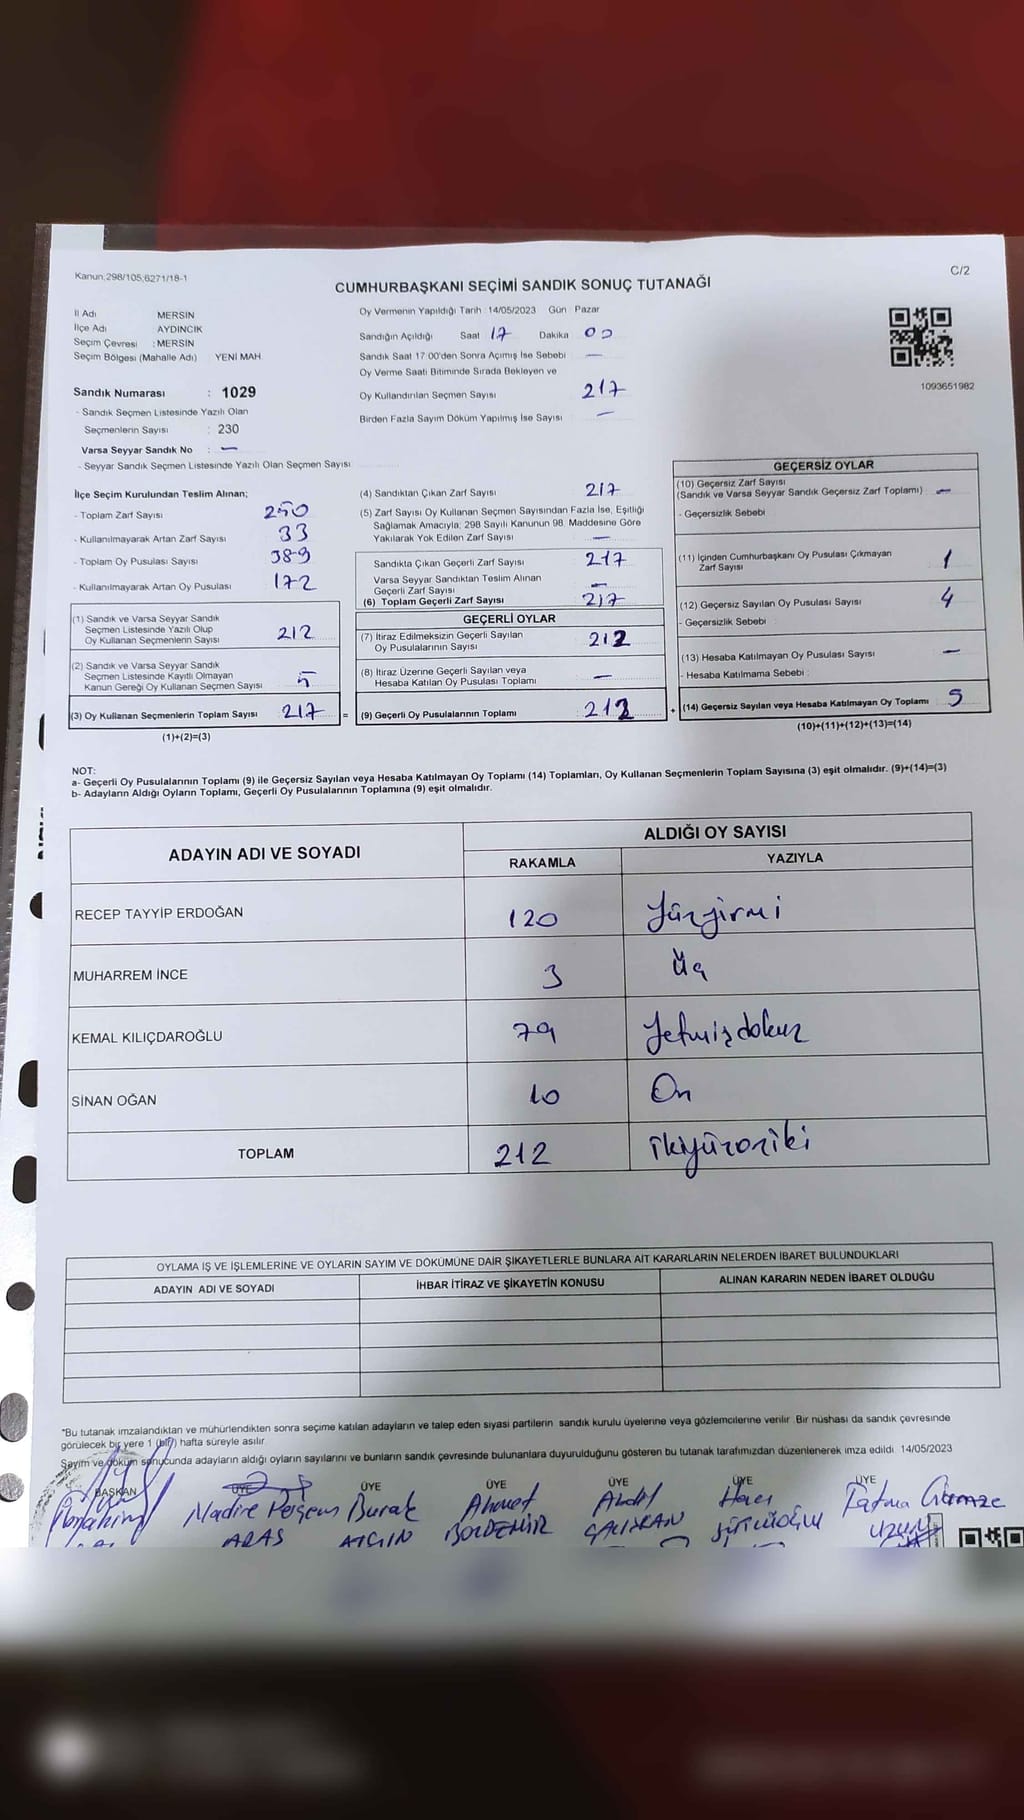 Kanun;298/105;6271/18-1
C/2
CUMHURBAŞKANI SEÇİMİ SANDIK SONUÇ TUTANAĞI
İl Adı MERSİN
İlçe Adı AYDINCIK
Seçim Çevresi : MERSİN
Seçim Bölgesi (Mahalle Adı) YENİ MAH.
Sandık Numarası : 1029
- Sandık Seçmen Listesinde Yazılı Olan
Seçmenlerin Sayısı : 230
Varsa Seyyar Sandık No : —
- Seyyar Sandık Seçmen Listesinde Yazılı Olan Seçmen Sayısı
Oy Vermenin Yapıldığı Tarih : 14/05/2023 Gün Pazar
Sandığın Açıldığı Saat 17 Dakika 00
Sandık Saat 17:00'den Sonra Açımış İse Sebebi —
Oy Verme Saati Bitiminde Sırada Bekleyen ve
Oy Kullandırılan Seçmen Sayısı 217
Birden Fazla Sayım Döküm Yapılmış İse Sayısı —
1093651982
İlçe Seçim Kurulundan Teslim Alınan;
- Toplam Zarf Sayısı 250
- Kullanılmayarak Artan Zarf Sayısı 33
- Toplam Oy Pusulası Sayısı 389
- Kullanılmayarak Artan Oy Pusulası 172
(1) Sandık ve Varsa Seyyar Sandık
Seçmen Listesinde Yazılı Olup
Oy Kullanan Seçmenlerin Sayısı 212
(2) Sandık ve Varsa Seyyar Sandık
Seçmen Listesinde Kayıtlı Olmayan
Kanun Gereği Oy Kullanan Seçmen Sayısı 5
(3) Oy Kullanan Seçmenlerin Toplam Sayısı 217 =
(1)+(2)=(3)
(4) Sandıktan Çıkan Zarf Sayısı 217
(5) Zarf Sayısı Oy Kullanan Seçmen Sayısından Fazla İse, Eşitliği
Sağlamak Amacıyla; 298 Sayılı Kanunun 98. Maddesine Göre
Yakılarak Yok Edilen Zarf Sayısı —
Sandıkta Çıkan Geçerli Zarf Sayısı 217
Varsa Seyyar Sandıktan Teslim Alınan
Geçerli Zarf Sayısı —
(6) Toplam Geçerli Zarf Sayısı 217
GEÇERLİ OYLAR
(7) İtiraz Edilmeksizin Geçerli Sayılan
Oy Pusulalarının Sayısı 212
(8) İtiraz Üzerine Geçerli Sayılan veya
Hesaba Katılan Oy Pusulası Toplamı —
(9) Geçerli Oy Pusulalarının Toplamı 212 +
GEÇERSİZ OYLAR
(10) Geçersiz Zarf Sayısı
(Sandık ve Varsa Seyyar Sandık Geçersiz Zarf Toplamı) —
- Geçersizlik Sebebi
(11) İçinden Cumhurbaşkanı Oy Pusulası Çıkmayan
Zarf Sayısı 1
(12) Geçersiz Sayılan Oy Pusulası Sayısı 4
- Geçersizlik Sebebi
(13) Hesaba Katılmayan Oy Pusulası Sayısı —
- Hesaba Katılmama Sebebi :
(14) Geçersiz Sayılan veya Hesaba Katılmayan Oy Toplamı 5
(10)+(11)+(12)+(13)=(14)
NOT:
a- Geçerli Oy Pusulalarının Toplamı (9) ile Geçersiz Sayılan veya Hesaba Katılmayan Oy Toplamı (14) Toplamları, Oy Kullanan Seçmenlerin Toplam Sayısına (3) eşit olmalıdır. (9)+(14)=(3)
b- Adayların Aldığı Oyların Toplamı, Geçerli Oy Pusulalarının Toplamına (9) eşit olmalıdır.
ADAYIN ADI VE SOYADI
ALDIĞI OY SAYISI
RAKAMLA YAZIYLA
RECEP TAYYİP ERDOĞAN 120 Yüzyirmi
MUHARREM İNCE 3 Üç
KEMAL KILIÇDAROĞLU 79 Yetmişdokuz
SİNAN OĞAN 10 On
TOPLAM 212 İkiyüzoniki
OYLAMA İŞ VE İŞLEMLERİNE VE OYLARIN SAYIM VE DÖKÜMÜNE DAİR ŞİKAYETLERLE BUNLARA AİT KARARLARIN NELERDEN İBARET BULUNDUKLARI
ADAYIN ADI VE SOYADI İHBAR İTİRAZ VE ŞİKAYETİN KONUSU ALINAN KARARIN NEDEN İBARET OLDUĞU
*Bu tutanak imzalandıktan ve mühürlendikten sonra seçime katılan adayların ve talep eden siyasi partilerin sandık kurulu üyelerine veya gözlemcilerine verilir. Bir nüshası da sandık çevresinde
görülecek bir yere 1 (bir) hafta süreyle asılır.
Sayım ve döküm sonucunda adayların aldığı oyların sayılarını ve bunların sandık çevresinde bulunanlara duyurulduğunu gösteren bu tutanak tarafımızdan düzenlenerek imza edildi. 14/05/2023
BAŞKAN ÜYE ÜYE ÜYE ÜYE ÜYE ÜYE
İbrahim Nadire Burak Ahmet Abdil Hacı Fatma Gamze
ARAS ATGIN BOZDEMİR ÇALIŞKAN UZUN